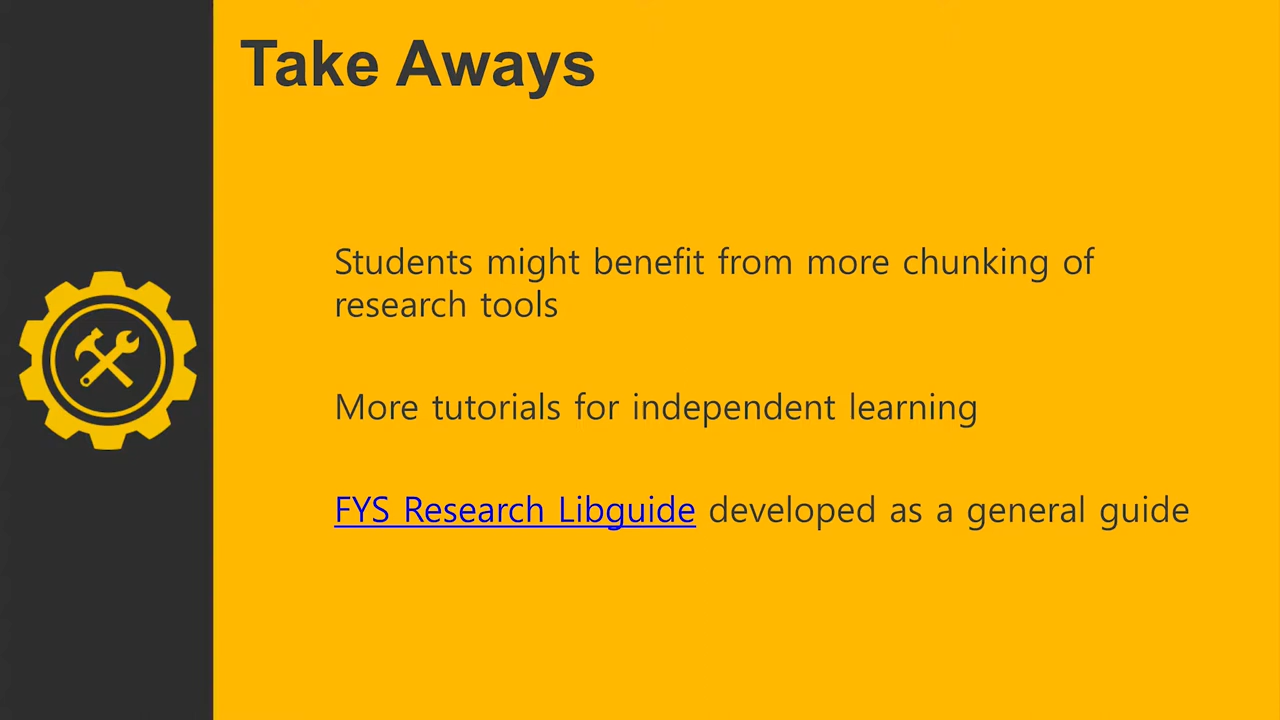 Take Aways
Students might benefit from more chunking of
research tools
More tutorials for independent learning
FYS Research Libguide developed as a general guide